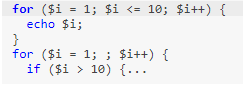 for ($i = 1; $i <= 10; $i++) {
  echo $i;
}
for ($i = 1; ; $i++) {
  if ($i > 10) {...